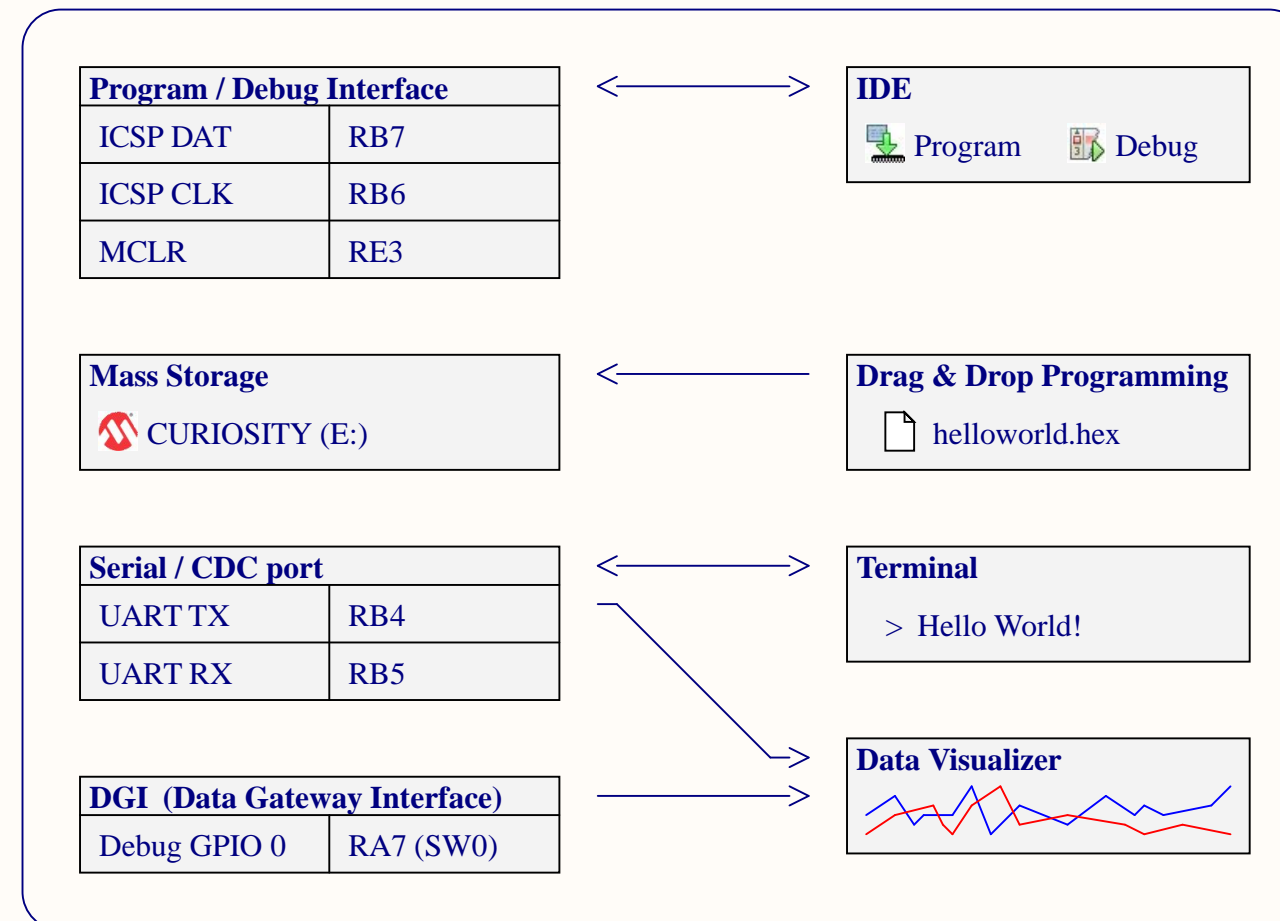 Program / Debug Interface
ICSP DAT RB7
ICSP CLK RB6
MCLR RE3
IDE
Program Debug
Mass Storage
CURIOSITY (E:)
Drag & Drop Programming
helloworld.hex
Serial / CDC port
UART TX RB4
UART RX RB5
Terminal
> Hello World!
DGI (Data Gateway Interface)
Debug GPIO 0 RA7 (SW0)
Data Visualizer